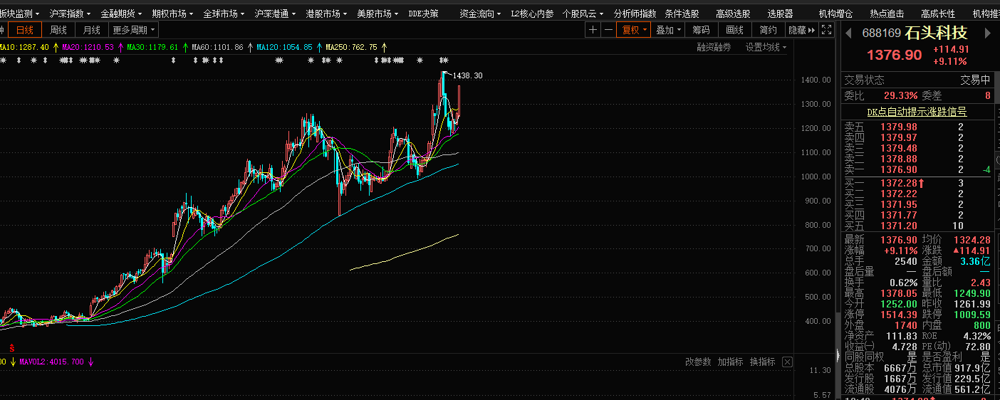 板块监测 沪深指数 金融期货 期权市场 全球市场 沪深港通 港股市场 美股市场 DDE决策 资金流向 L2核心内参 个股风云 分析师指数 条件选股 高级选股 选股器 机构增仓 热点追击 高成长性 机构推荐
日线 周线 月线 更多周期 复权 叠加 筹码 画线 简约 隐藏
MA10:1287.40 MA20:1210.53 MA30:1179.61 MA60:1101.86 MA120:1054.85 MA250:762.75 融资融券 设置均线
1438.30
1400.00
1300.00
1200.00
1100.00
1000.00
900.00
800.00
700.00
600.00
500.00
400.00
S
MAVOL2:4015.700 改参数 加指标 换指标
11.30
5.57
688169 石头科技
1376.90 +114.91
+9.11%
交易状态 交易中
委比 29.33% 委差 8
DK点自动提示涨跌信号
卖五 1379.98 2
卖四 1379.97 2
卖三 1379.48 2
卖二 1378.88 2
卖一 1376.90 2 -4
买一 1372.28 3
买二 1372.22 2
买三 1371.95 2
买四 1371.77 2
买五 1371.20 10
最新 1376.90 均价 1324.28
涨幅 +9.11% 涨跌 ▲114.91
总手 2540 金额 3.36亿
盘后量 — 盘后额 —
换手 0.62% 量比 2.43
最高 1378.05 最低 1249.90
今开 1252.00 昨收 1261.99
涨停 1514.39 跌停 1009.59
外盘 1740 内盘 800
净资产 111.83 ROE 4.32%
收益(一) 4.728 PE(动) 72.80
同股同权 是 是否盈利 是
总股本 6667万 总市值 917.9亿
发行股 1667万 发行值 229.5亿
流通股 4076万 流通值 561.2亿